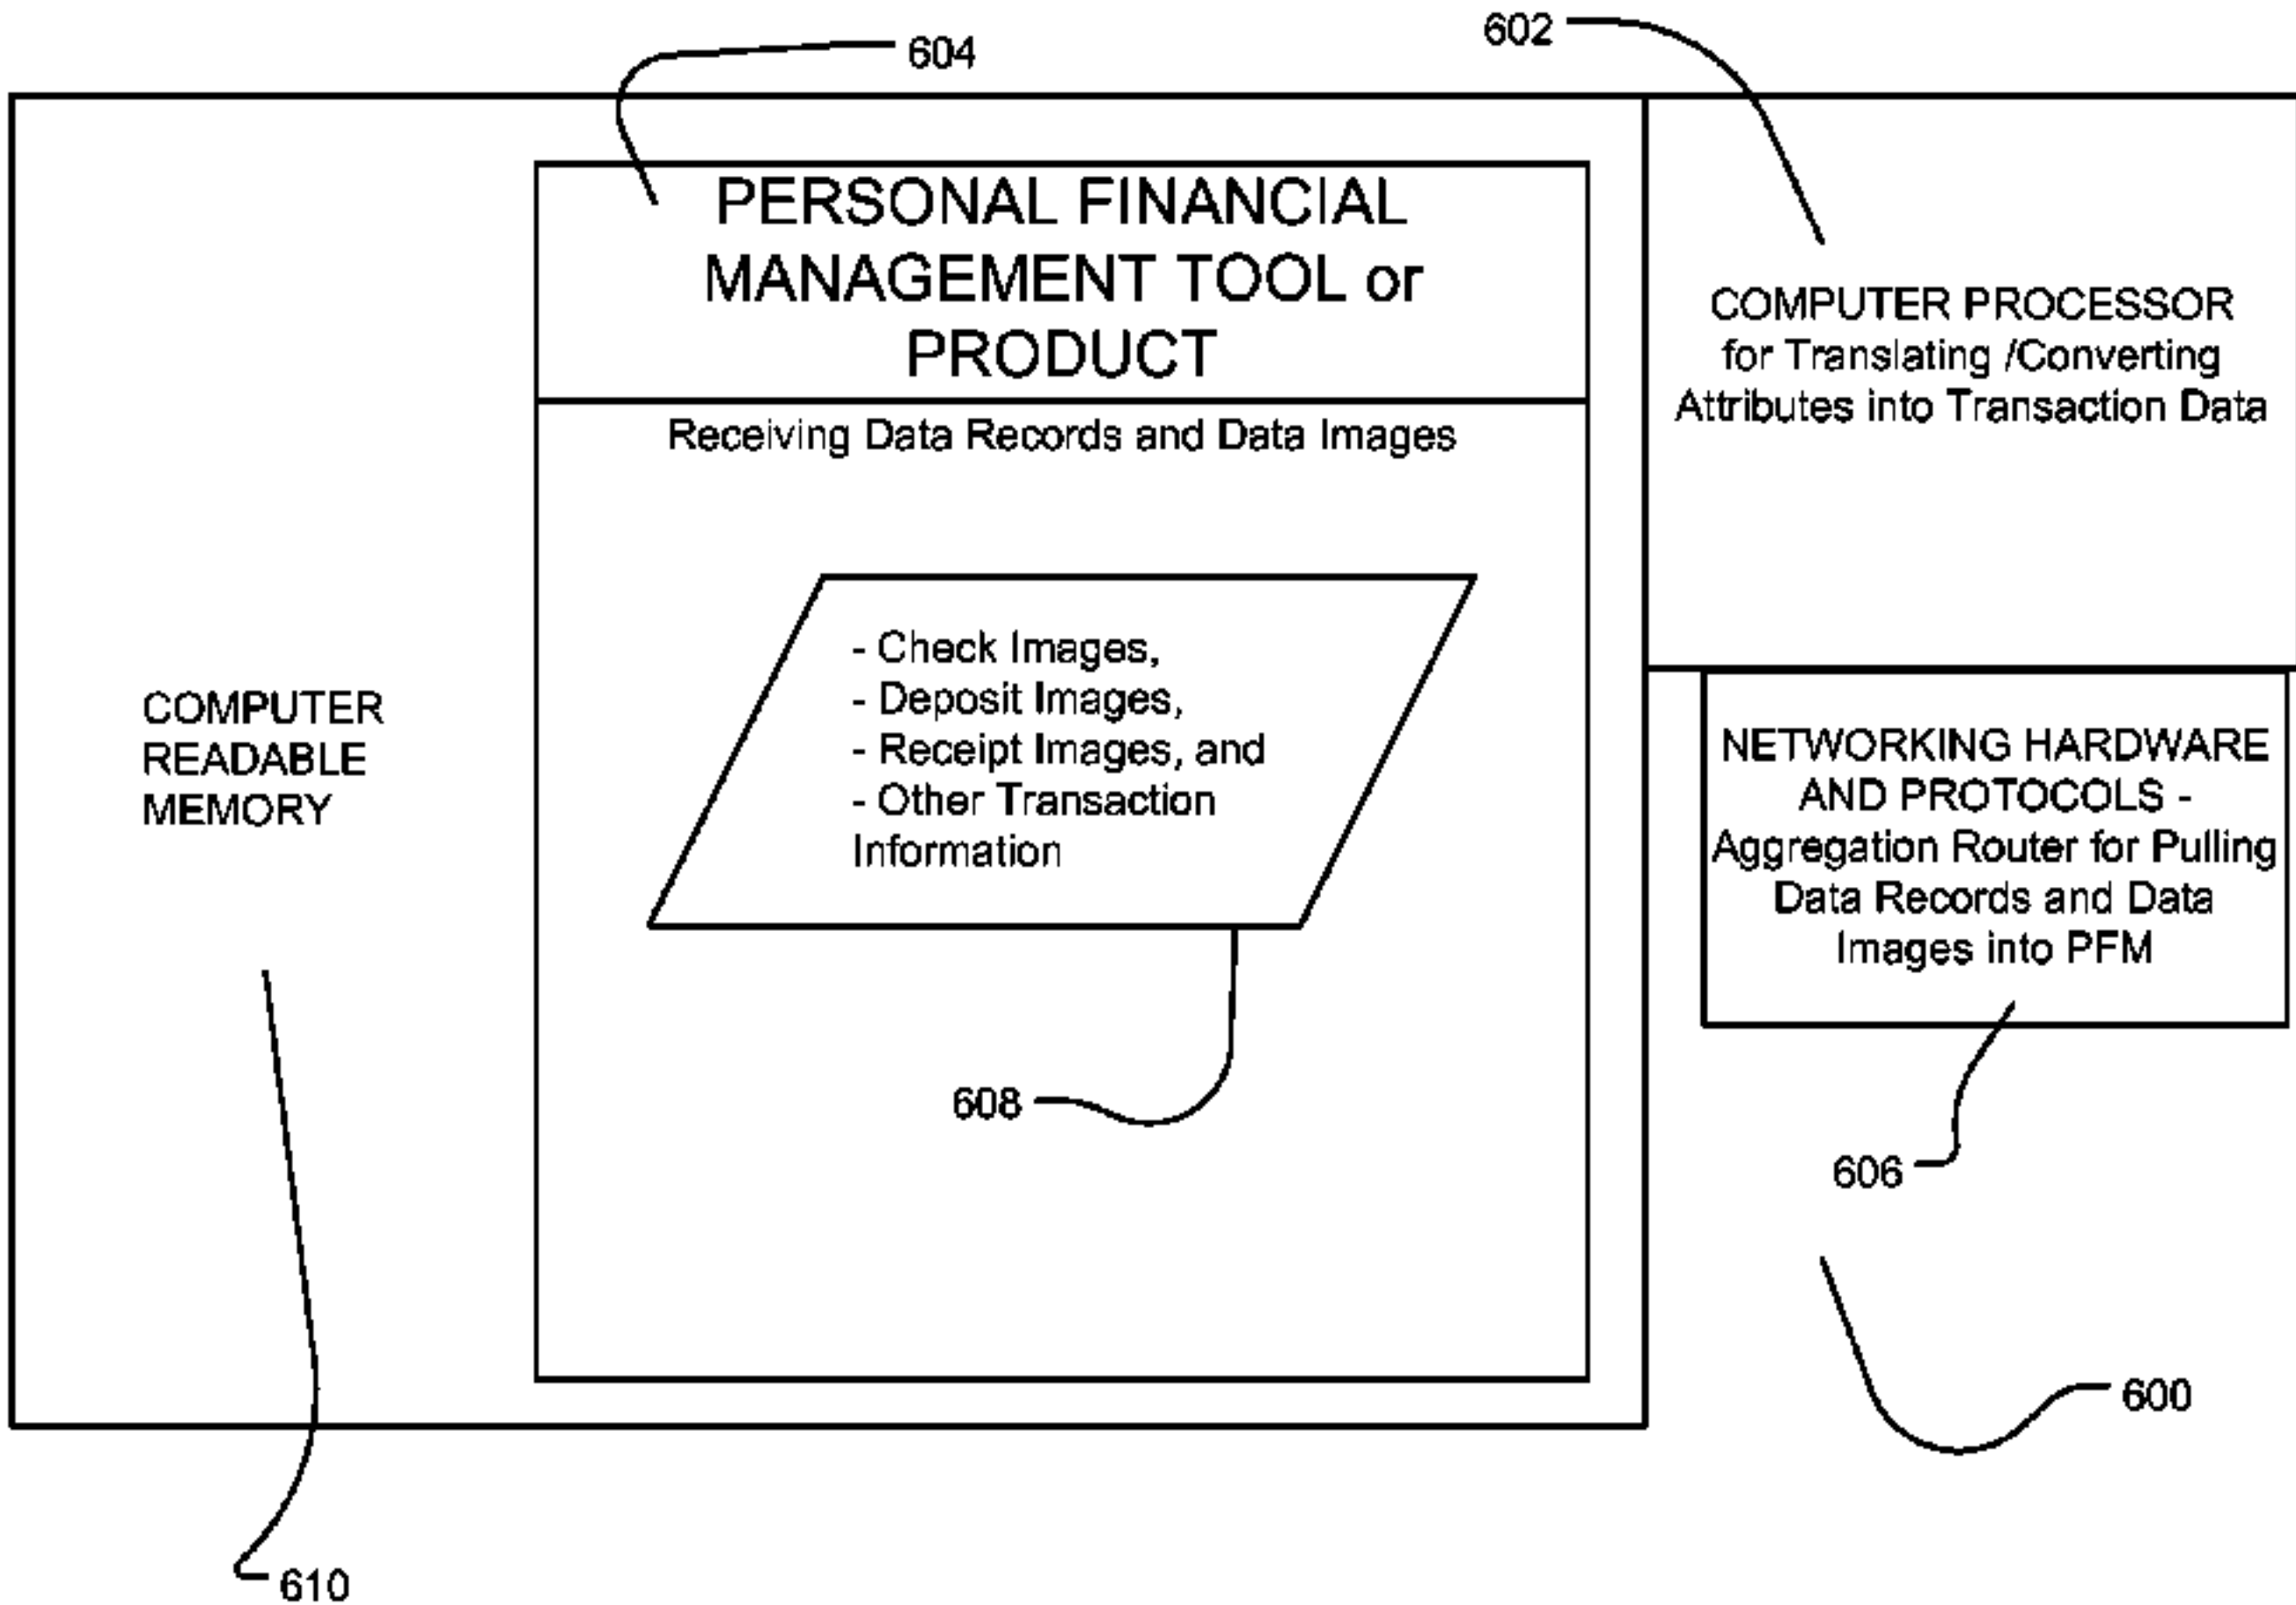 604
602
PERSONAL FINANCIAL
MANAGEMENT TOOL or
PRODUCT
Receiving Data Records and Data Images
- Check Images,
- Deposit Images,
- Receipt Images, and
- Other Transaction
Information
608
COMPUTER
READABLE
MEMORY
610
COMPUTER PROCESSOR
for Translating /Converting
Attributes into Transaction Data
NETWORKING HARDWARE
AND PROTOCOLS -
Aggregation Router for Pulling
Data Records and Data
Images into PFM
606
600